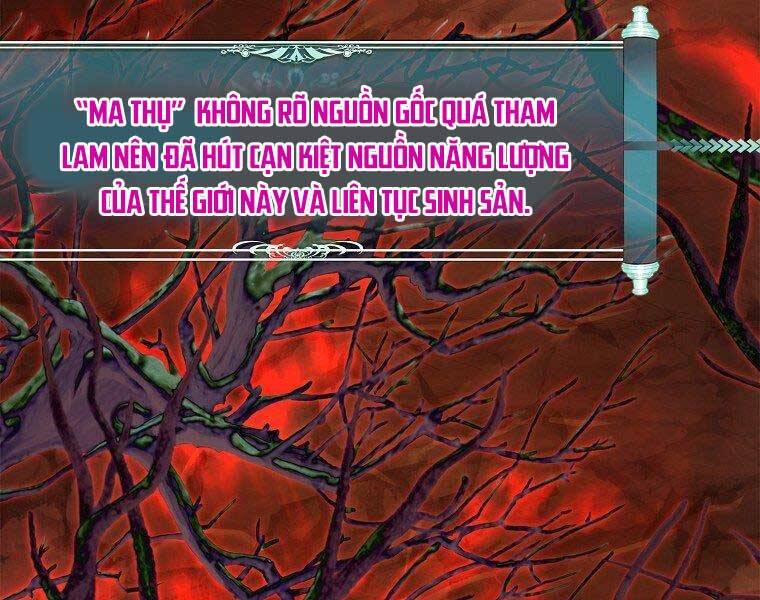 “MA THỤ” KHÔNG RÕ NGUỒN GỐC QUÁ THAM
LAM NÊN ĐÃ HÚT CẠN KIỆT NGUỒN NĂNG LƯỢNG
CỦA THẾ GIỚI NÀY VÀ LIÊN TỤC SINH SẢN.